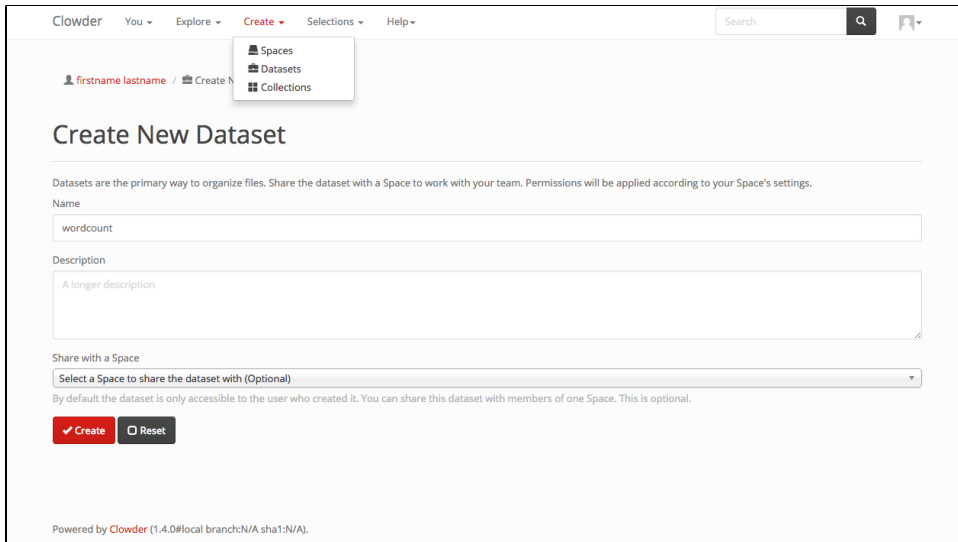 Clowder You Explore Create Selections Help Search
Spaces
Datasets
Collections
firstname lastname / Create N
Create New Dataset
Datasets are the primary way to organize files. Share the dataset with a Space to work with your team. Permissions will be applied according to your Space's settings.
Name
wordcount
Description
A longer description
Share with a Space
Select a Space to share the dataset with (Optional)
By default the dataset is only accessible to the user who created it. You can share this dataset with members of one Space. This is optional.
Create Reset
Powered by Clowder (1.4.0#local branch:N/A sha1:N/A).